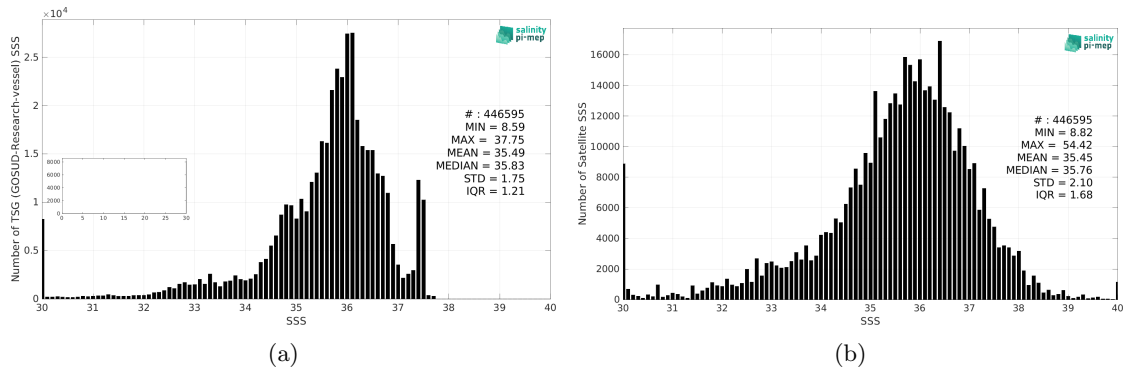 ×10⁴
2.5
2
1.5
1
0.5
0
30 31 32 33 34 35 36 37 38 39 40
SSS
Number of TSG (GOSUD-Research-vessel) SSS
salinity
pi-mep
# : 446595
MIN = 8.59
MAX = 37.75
MEAN = 35.49
MEDIAN = 35.83
STD = 1.75
IQR = 1.21
8000
6000
4000
2000
0
0 5 10 15 20 25 30
(a)
16000
14000
12000
10000
8000
6000
4000
2000
0
30 31 32 33 34 35 36 37 38 39 40
SSS
Number of Satellite SSS
salinity
pi-mep
# : 446595
MIN = 8.82
MAX = 54.42
MEAN = 35.45
MEDIAN = 35.76
STD = 2.10
IQR = 1.68
(b)